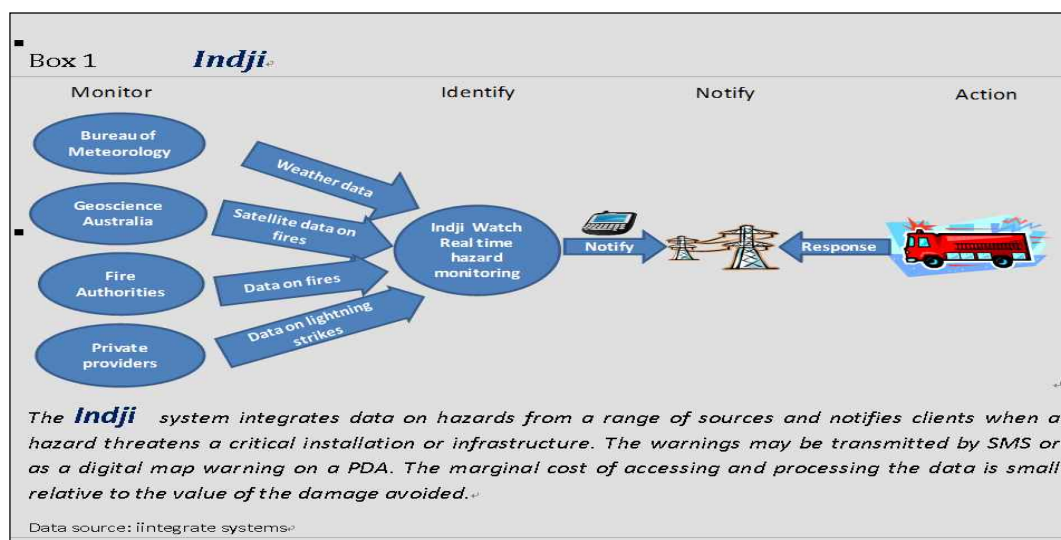 Box 1 Indji
Monitor Identify Notify Action
Bureau of
Meteorology
Weather data
Geoscience
Australia
Satellite data on
fires
Fire
Authorities
Data on fires
Private
providers
Data on lightning
strikes
Indji Watch
Real time
hazard
monitoring
Notify
Response
The Indji system integrates data on hazards from a range of sources and notifies clients when a
hazard threatens a critical installation or infrastructure. The warnings may be transmitted by SMS or
as a digital map warning on a PDA. The marginal cost of accessing and processing the data is small
relative to the value of the damage avoided.
Data source: iintegrate systems